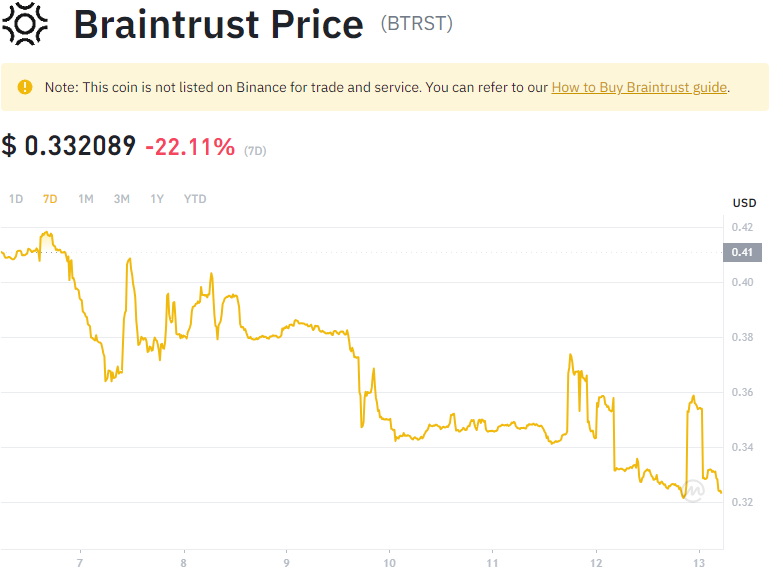 Braintrust Price (BTRST)
Note: This coin is not listed on Binance for trade and service. You can refer to our How to Buy Braintrust guide.
$ 0.332089 -22.11% (7D)
1D 7D 1M 3M 1Y YTD
USD
0.42
0.41
0.40
0.38
0.36
0.34
0.32
7 8 9 10 11 12 13